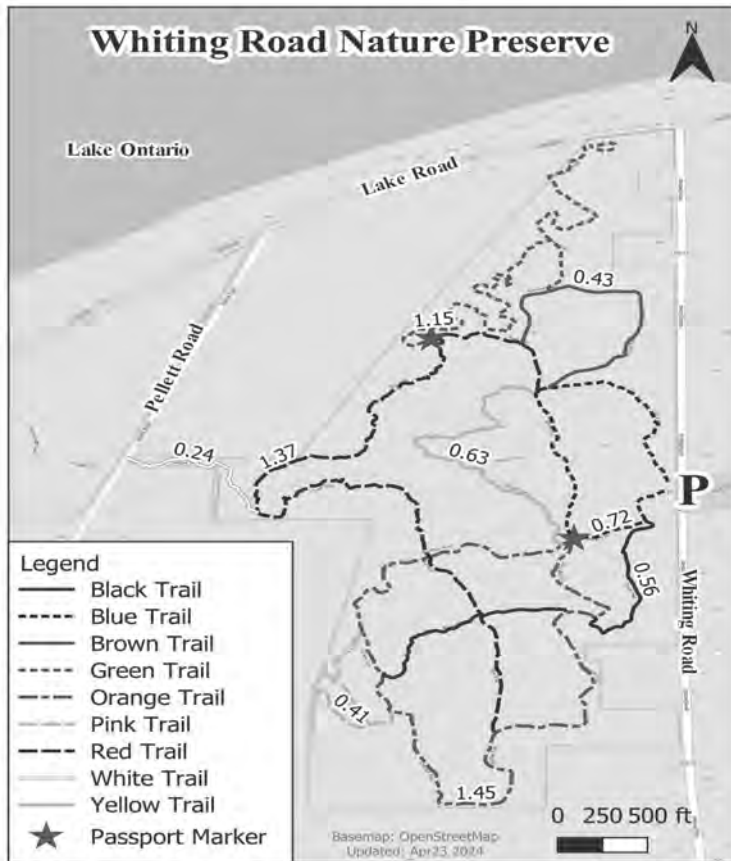 Whiting Road Nature Preserve
N
Lake Ontario
Lake Road
0.43
1.15
Pellett Road
0.24
1.37
0.63
P
0.72
0.56
Whiting Road
0.41
1.45
Legend
Black Trail
Blue Trail
Brown Trail
Green Trail
Orange Trail
Pink Trail
Red Trail
White Trail
Yellow Trail
Passport Marker
0 250 500 ft
Basemap: OpenStreetMap
Updated: Apr23 2024